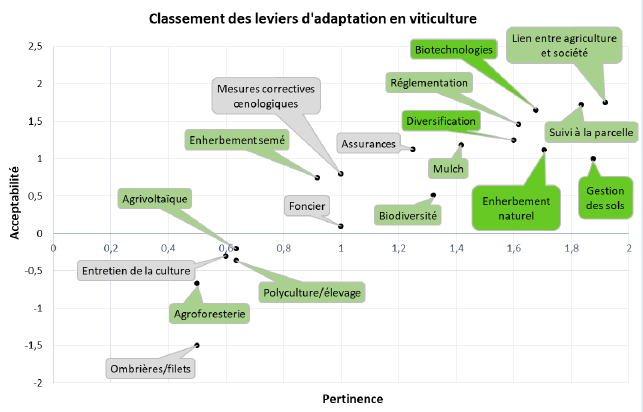 Classement des leviers d'adaptation en viticulture
2,5
2
1,5
1
0,5
0
-0,5
-1
-1,5
-2
Acceptabilité
0
0,2
0,4
0,6
0,8
1
1,2
1,4
1,6
1,8
2
Pertinence
Lien entre agriculture
et société
Biotechnologies
Réglementation
Mesures correctives
œnologiques
Diversification
Suivi à la parcelle
Enherbement semé
Assurances
Mulch
Agrivoltaïque
Foncier
Biodiversité
Enherbement
naturel
Gestion
des sols
Entretien de la culture
Polyculture/élevage
Agroforesterie
Ombrières/filets